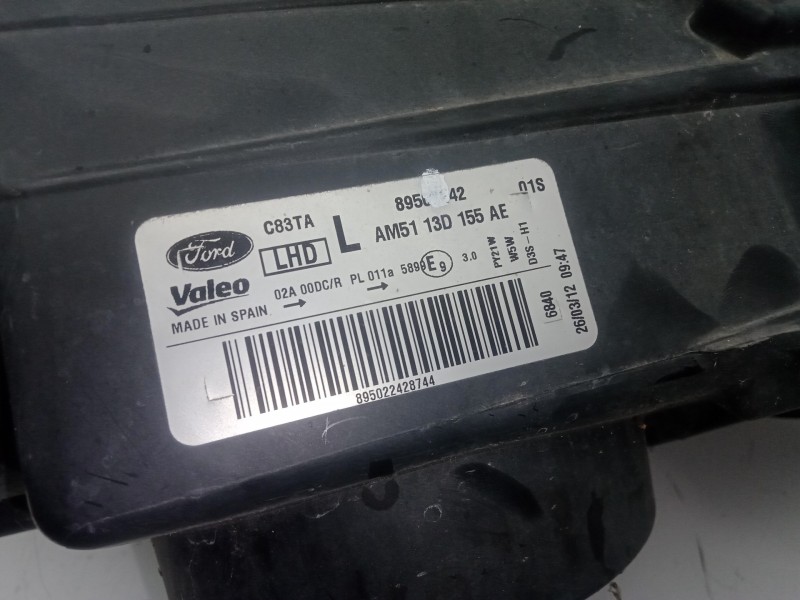 Ford
C83TA
LHD
L
AM51 13D 155 AE
01S
Valeo
MADE IN SPAIN
02A 00DC/R PL 011a
E9
3.0
PY21W
W5W
D3S-H1
6840
26/03/12 09:47
895022428744